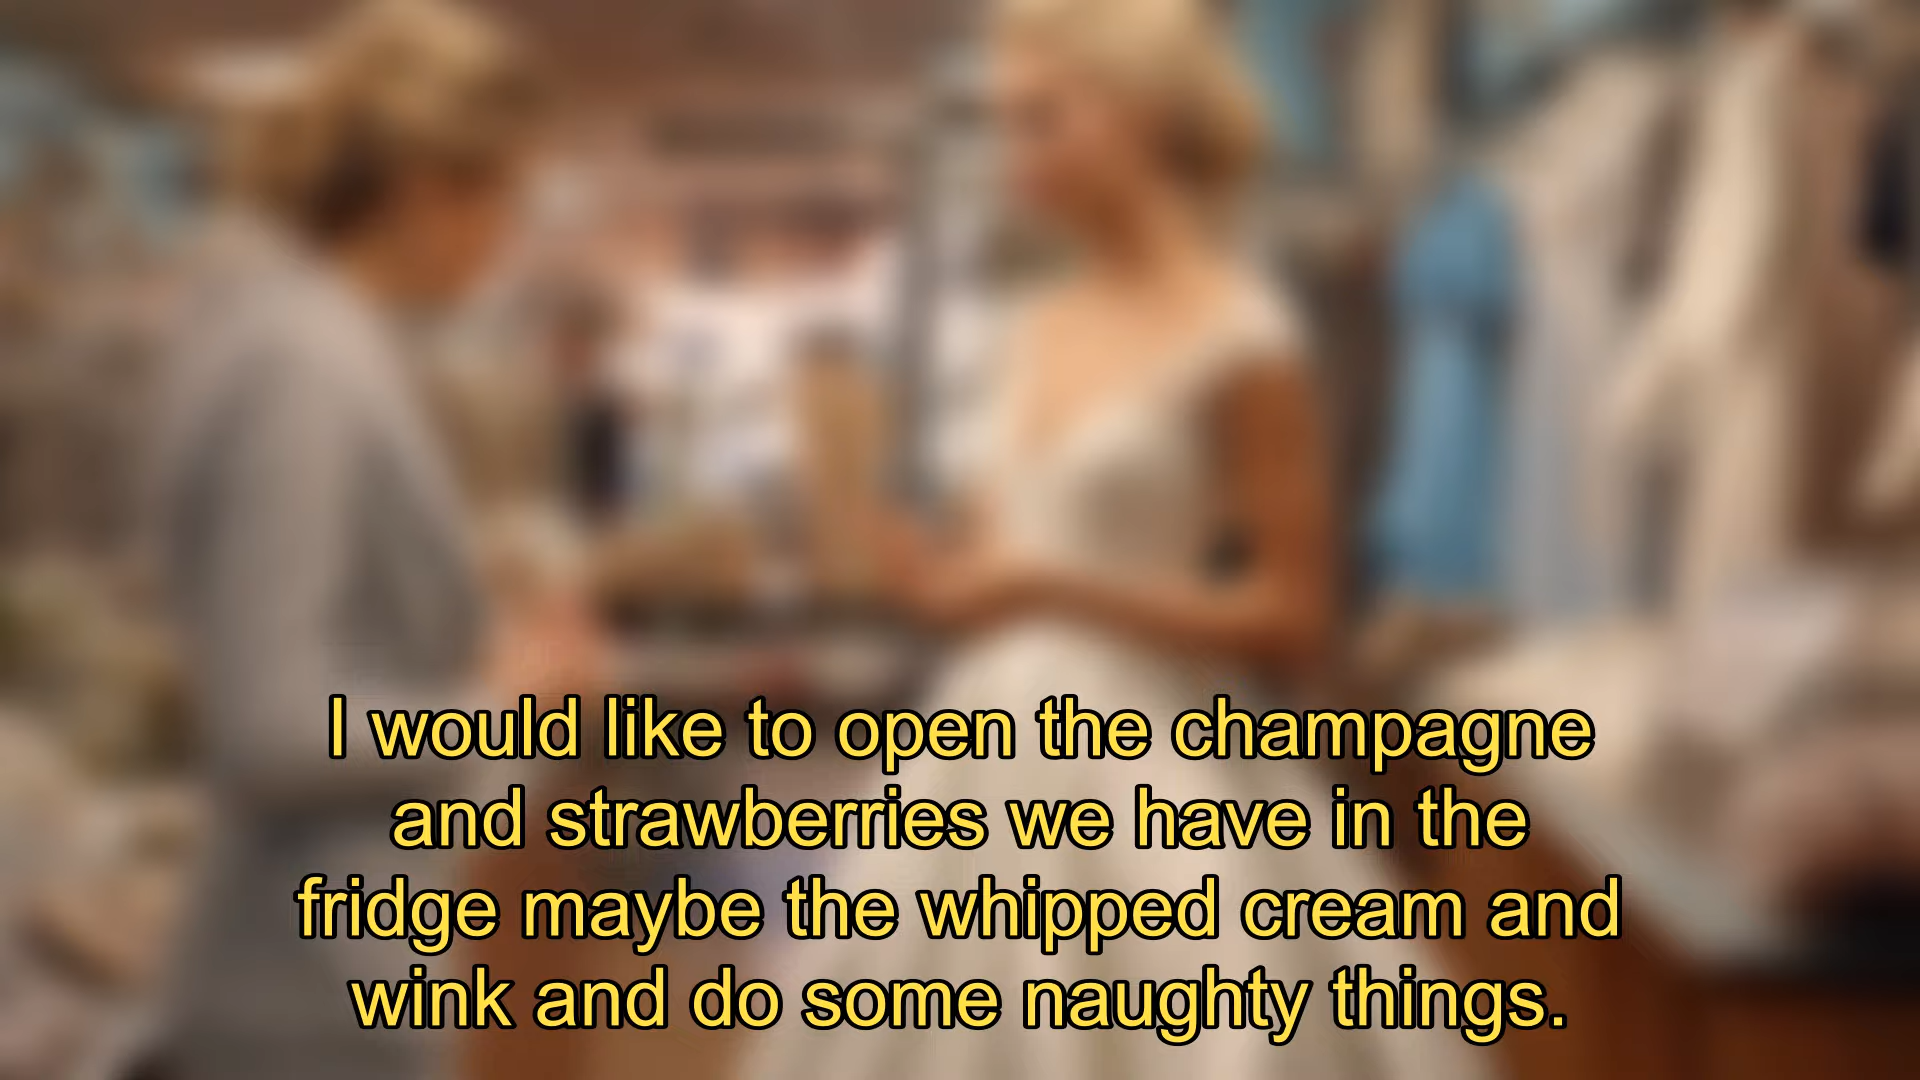 I would like to open the champagne
and strawberries we have in the
fridge maybe the whipped cream and
wink and do some naughty things.